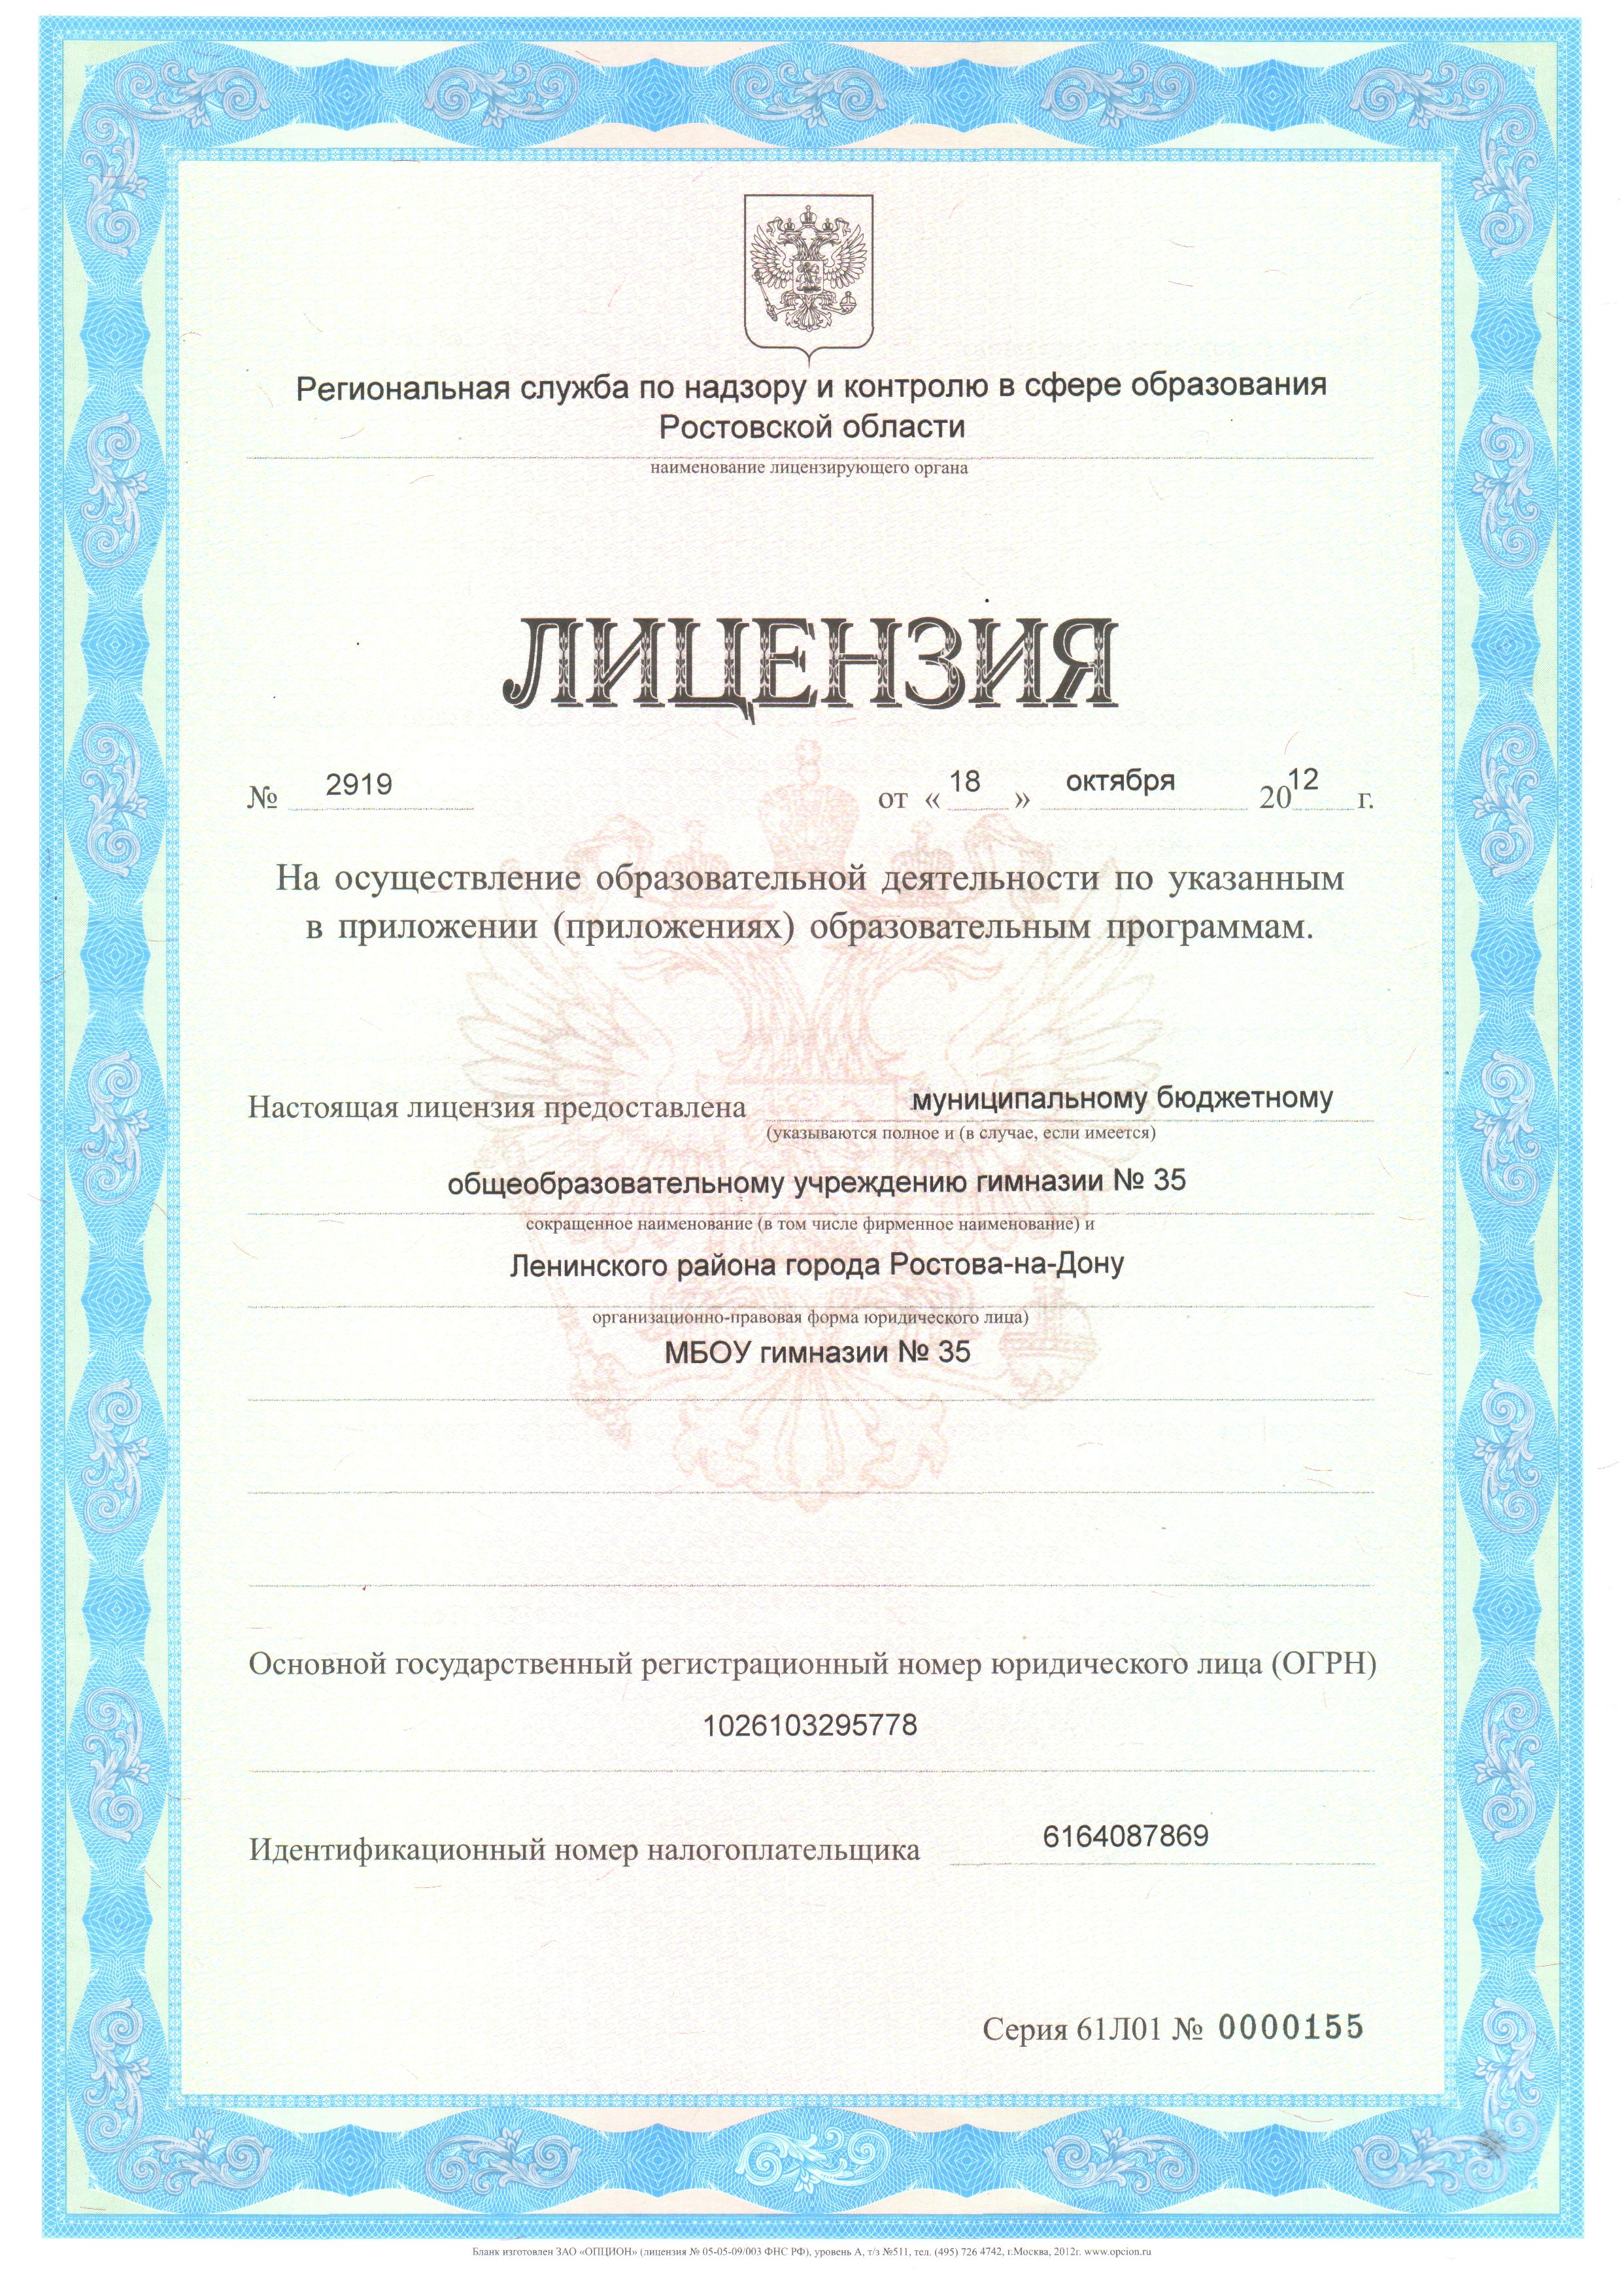 Региональная служба по надзору и контролю в сфере образования
Ростовской области
наименование лицензирующего органа
ЛИЦЕНЗИЯ
№ 2919 от « 18 » октября 2012 г.
На осуществление образовательной деятельности по указанным
в приложении (приложениях) образовательным программам.
Настоящая лицензия предоставлена муниципальному бюджетному
(указываются полное и (в случае, если имеется)
общеобразовательному учреждению гимназии № 35
сокращенное наименование (в том числе фирменное наименование) и
Ленинского района города Ростова-на-Дону
организационно-правовая форма юридического лица)
МБОУ гимназии № 35
Основной государственный регистрационный номер юридического лица (ОГРН)
1026103295778
Идентификационный номер налогоплательщика 6164087869
Серия 61Л01 № 0000155
Бланк изготовлен ЗАО «ОПЦИОН» (лицензия № 05-05-09/003 ФНС РФ), уровень А, т/з №511, тел. (495) 726 4742, г.Москва, 2012г. www.opcion.ru